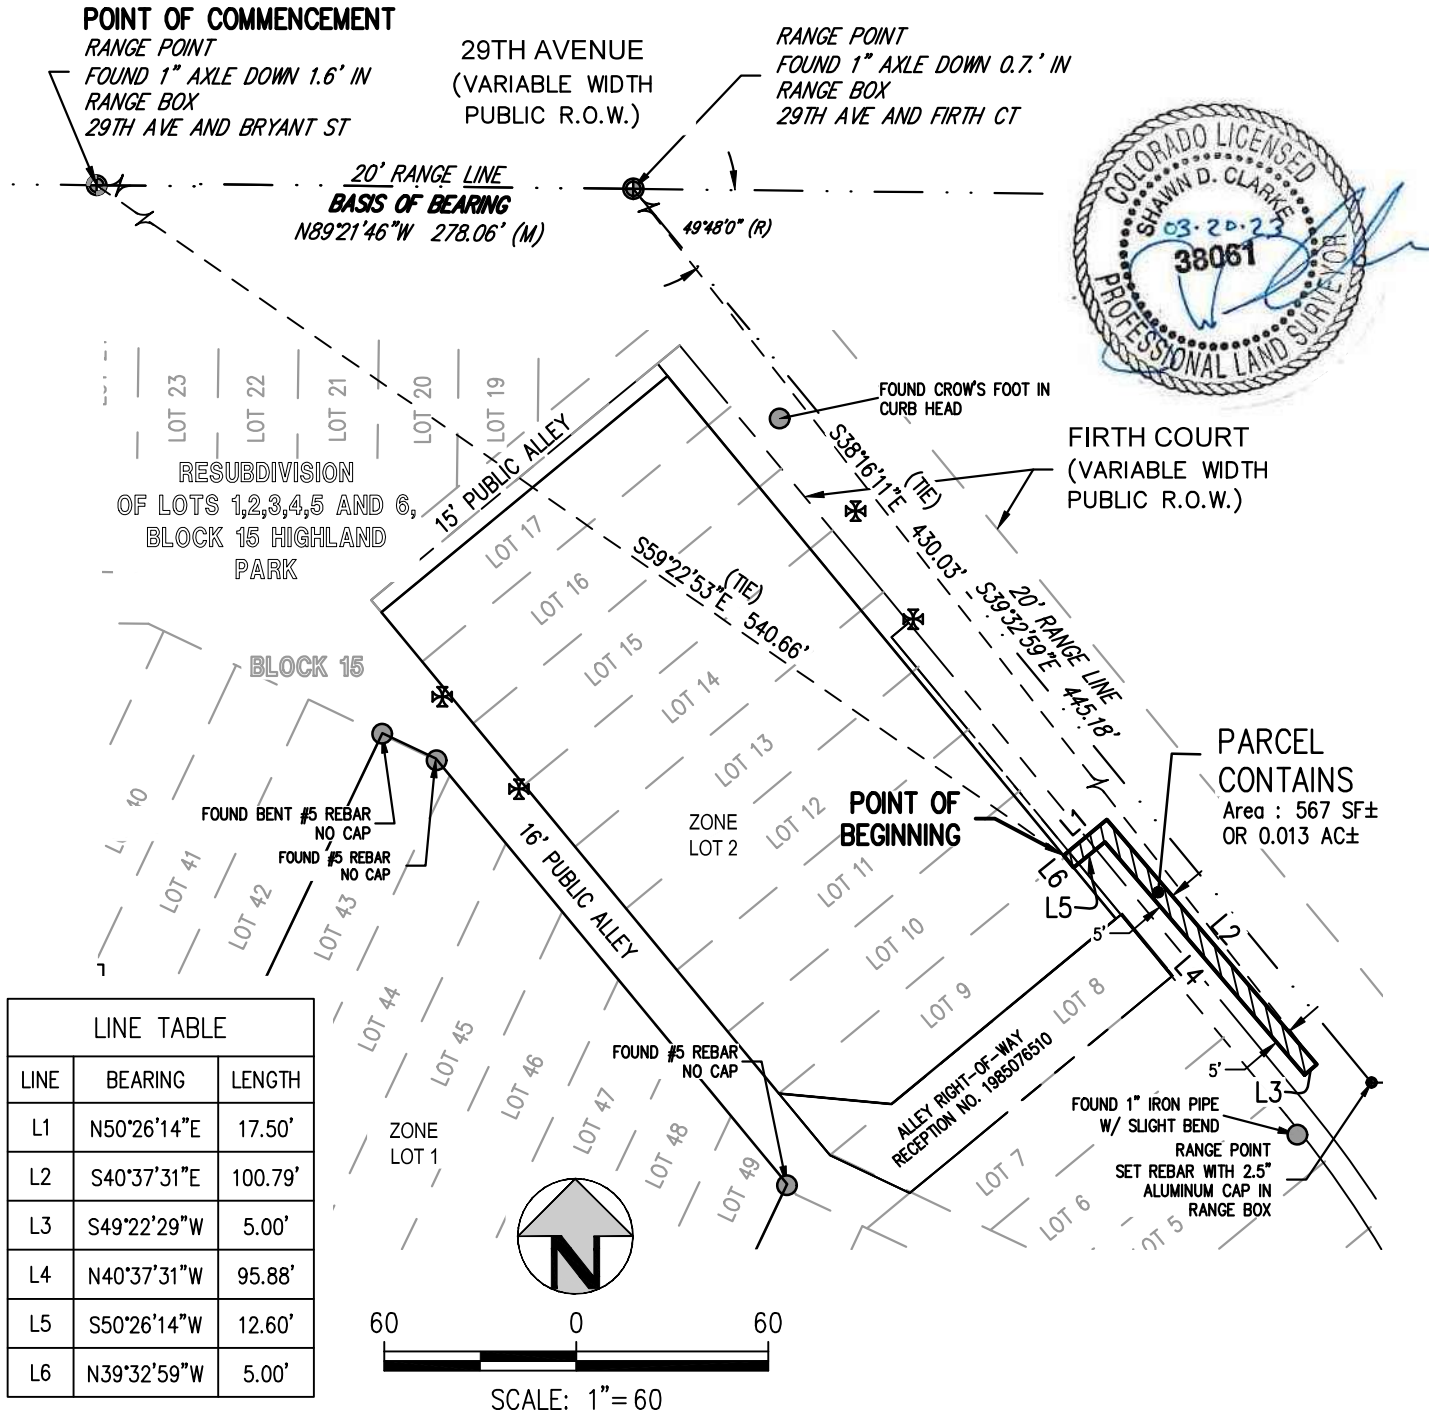 POINT OF COMMENCEMENT
RANGE POINT
FOUND 1" AXLE DOWN 1.6' IN
RANGE BOX
29TH AVE AND BRYANT ST
29TH AVENUE
(VARIABLE WIDTH
PUBLIC R.O.W.)
RANGE POINT
FOUND 1" AXLE DOWN 0.7.' IN
RANGE BOX
29TH AVE AND FIRTH CT
20' RANGE LINE
BASIS OF BEARING
N89°21'46"W 278.06' (M)
49°48'0" (R)
COLORADO LICENSED
SHAWN D. CLARKE
03-20-23
38061
PROFESSIONAL LAND SURVEYOR
LOT 23
LOT 22
LOT 21
LOT 20
LOT 19
RESUBDIVISION
OF LOTS 1,2,3,4,5 AND 6,
BLOCK 15 HIGHLAND
PARK
15' PUBLIC ALLEY
FOUND CROW'S FOOT IN
CURB HEAD
FIRTH COURT
(VARIABLE WIDTH
PUBLIC R.O.W.)
(TIE)
S38°16'11"E 430.03'
20' RANGE LINE
S39°32'59"E 445.18'
(TIE)
S59°22'53"E 540.66'
LOT 17
LOT 16
LOT 15
LOT 14
LOT 13
LOT 12
LOT 11
LOT 10
LOT 9
LOT 8
LOT 7
LOT 6
LOT 5
BLOCK 15
FOUND BENT #5 REBAR
NO CAP
FOUND #5 REBAR
NO CAP
16' PUBLIC ALLEY
ZONE
LOT 2
POINT OF
BEGINNING
PARCEL
CONTAINS
Area : 567 SF±
OR 0.013 AC±
L1
L6
L5
L2
L4
5'
5'
L3
40
LOT 41
LOT 42
LOT 43
LOT 44
LOT 45
LOT 46
LOT 47
LOT 48
LOT 49
FOUND #5 REBAR
NO CAP
ALLEY RIGHT-OF-WAY
RECEPTION NO. 1985076510
FOUND 1" IRON PIPE
W/ SLIGHT BEND
RANGE POINT
SET REBAR WITH 2.5"
ALUMINUM CAP IN
RANGE BOX
ZONE
LOT 1
LINE TABLE
LINE BEARING LENGTH
L1 N50°26'14"E 17.50'
L2 S40°37'31"E 100.79'
L3 S49°22'29"W 5.00'
L4 N40°37'31"W 95.88'
L5 S50°26'14"W 12.60'
L6 N39°32'59"W 5.00'
N
60 0 60
SCALE: 1"=60